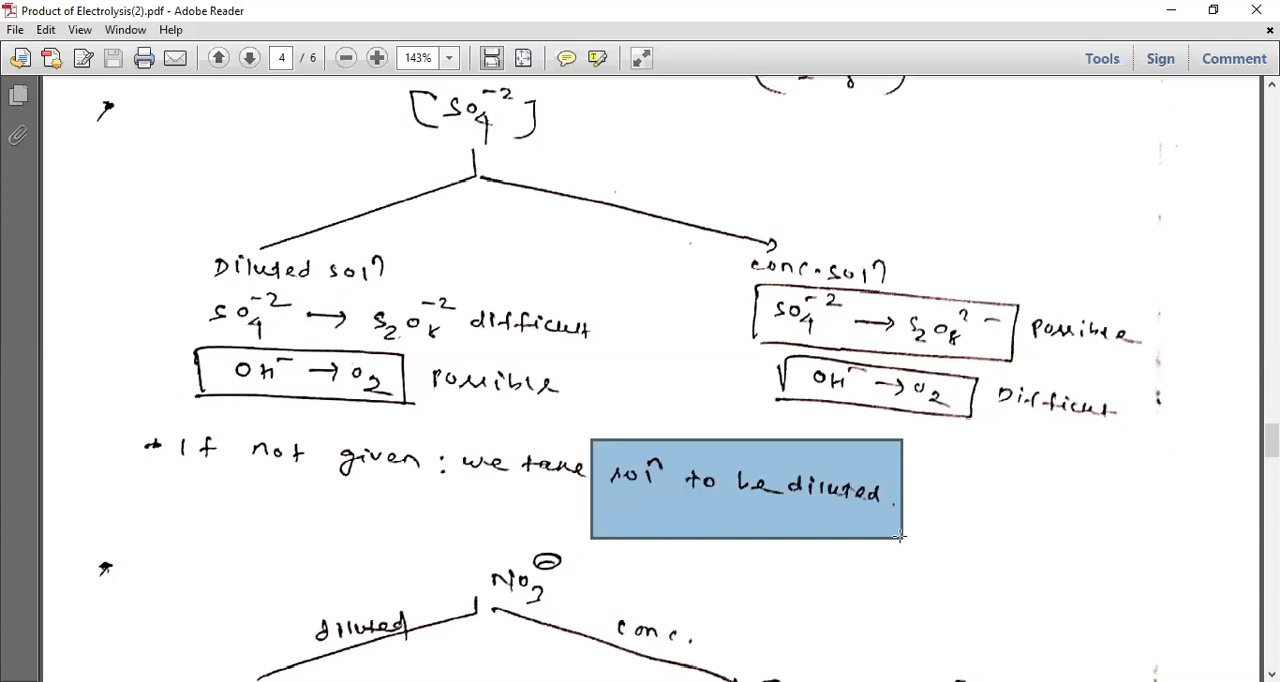 Product of Electrolysis(2).pdf - Adobe Reader
File Edit View Window Help
4 / 6 143% Tools Sign Comment
[SO4^-2]
Diluted sol^n
conc. sol^n
SO4^-2 → S2O8^-2 difficult
SO4^-2 → S2O8^2- possible
OH^- → O2 possible
OH^- → O2 Difficult
* If not given : we take sol^n to be diluted.
NO3^⊖
diluted
conc.